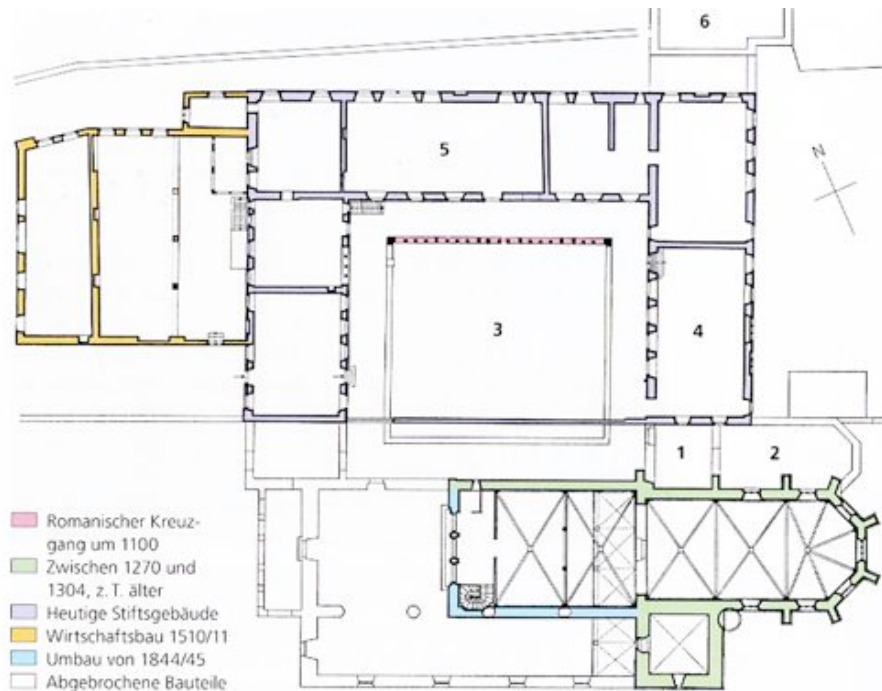 6
5
N
3
4
1
2
Romanischer Kreuz-
gang um 1100
Zwischen 1270 und
1304, z. T. älter
Heutige Stiftsgebäude
Wirtschaftsbau 1510/11
Umbau von 1844/45
Abgebrochene Bauteile